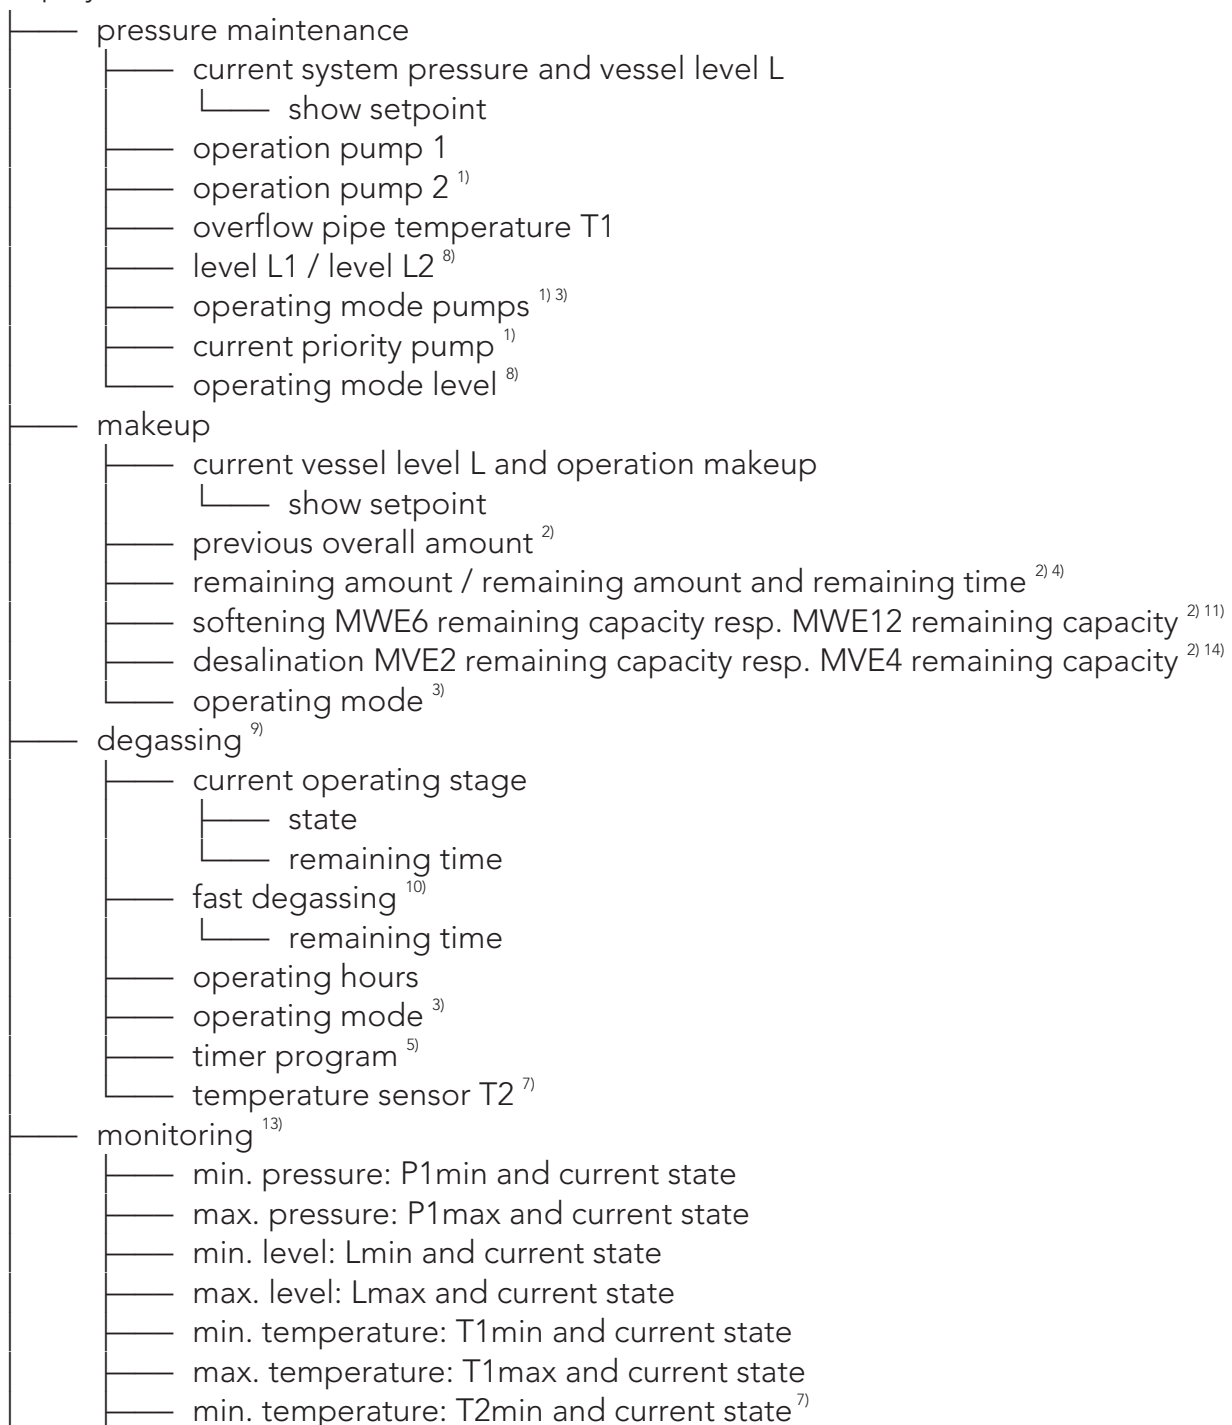 pressure maintenance
current system pressure and vessel level L
show setpoint
operation pump 1
operation pump 2 1)
overflow pipe temperature T1
level L1 / level L2 8)
operating mode pumps 1) 3)
current priority pump 1)
operating mode level 8)
makeup
current vessel level L and operation makeup
show setpoint
previous overall amount 2)
remaining amount / remaining amount and remaining time 2) 4)
softening MWE6 remaining capacity resp. MWE12 remaining capacity 2) 11)
desalination MVE2 remaining capacity resp. MVE4 remaining capacity 2) 14)
operating mode 3)
degassing 9)
current operating stage
state
remaining time
fast degassing 10)
remaining time
operating hours
operating mode 3)
timer program 5)
temperature sensor T2 7)
monitoring 13)
min. pressure: P1min and current state
max. pressure: P1max and current state
min. level: Lmin and current state
max. level: Lmax and current state
min. temperature: T1min and current state
max. temperature: T1max and current state
min. temperature: T2min and current state 7)